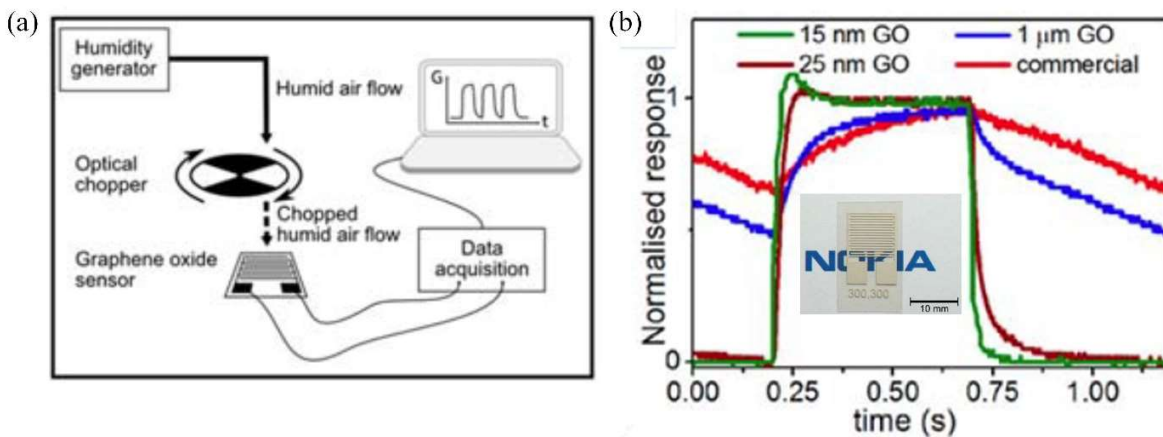 (a)
Humidity
generator
Humid air flow
G
t
Optical
chopper
Chopped
humid air flow
Graphene oxide
sensor
Data
acquisition
(b)
15 nm GO
1 μm GO
25 nm GO
commercial
Normalised response
1
0
NOKIA
300.300
10 mm
0.00 0.25 0.50 0.75 1.00
time (s)